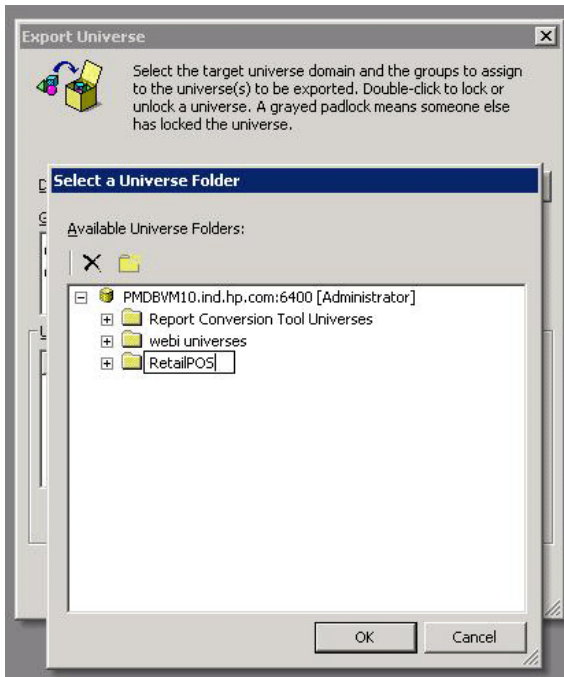 Export Universe
Select the target universe domain and the groups to assign
to the universe(s) to be exported. Double-click to lock or
unlock a universe. A grayed padlock means someone else
has locked the universe.
Select a Universe Folder
Available Universe Folders:
PMDBVM10.ind.hp.com:6400 [Administrator]
Report Conversion Tool Universes
webi universes
RetailPOS
OK
Cancel